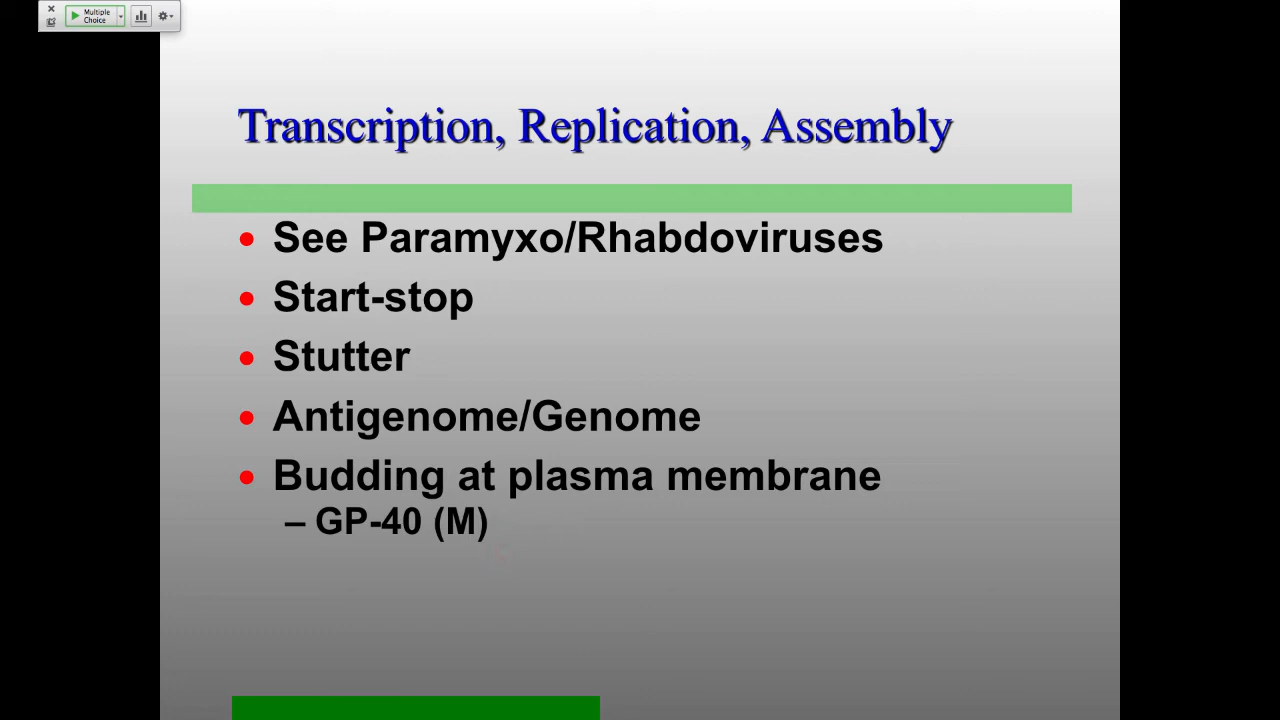 Multiple
Choice
Transcription, Replication, Assembly
• See Paramyxo/Rhabdoviruses
• Start-stop
• Stutter
• Antigenome/Genome
• Budding at plasma membrane
– GP-40 (M)